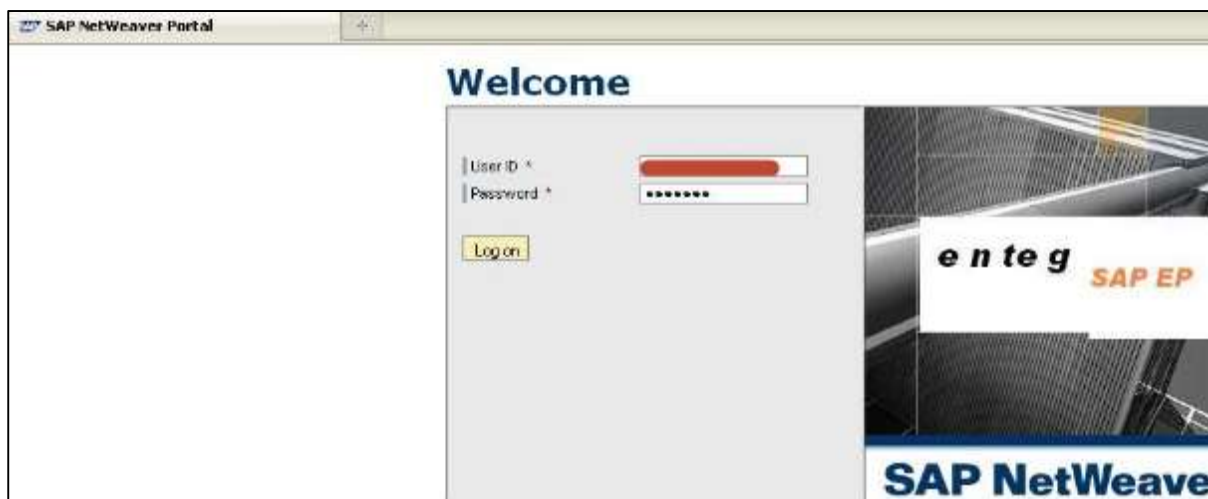 SAP NetWeaver Portal
Welcome
User ID *
Password *
Log on
e n te g
SAP EP
SAP NetWeave